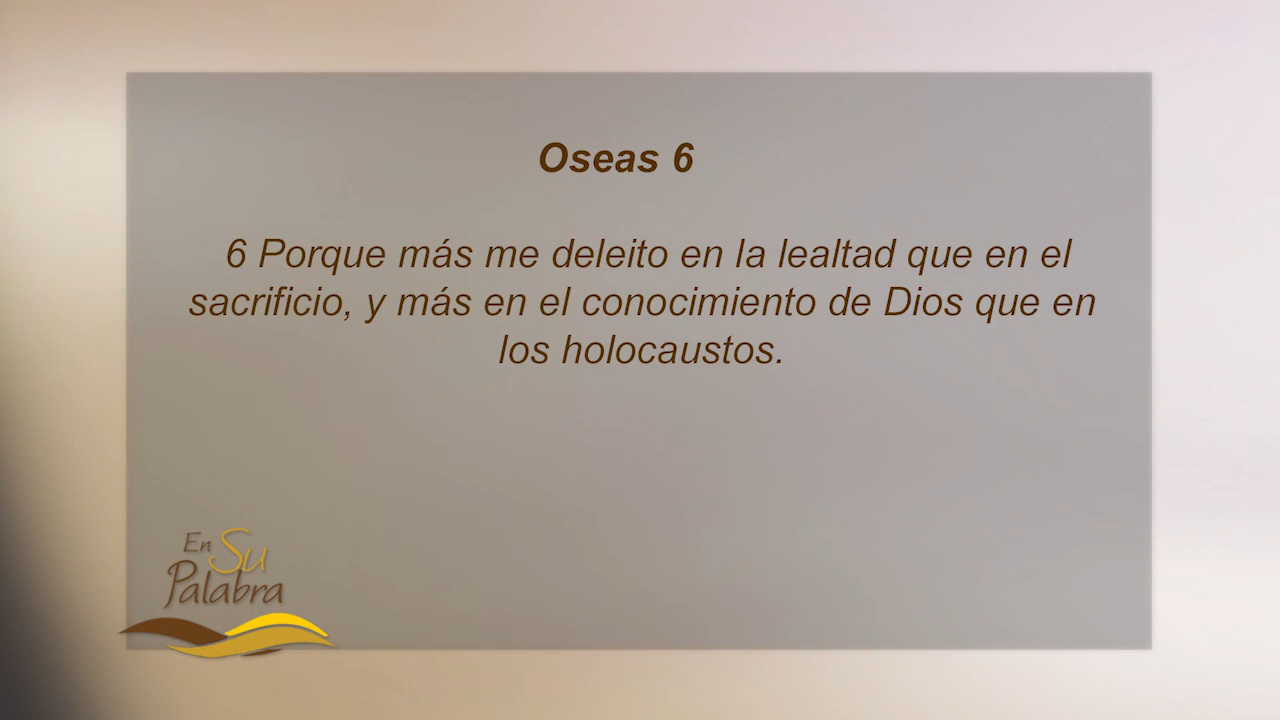 Oseas 6
6 Porque más me deleito en la lealtad que en el
sacrificio, y más en el conocimiento de Dios que en
los holocaustos.
En Su
Palabra